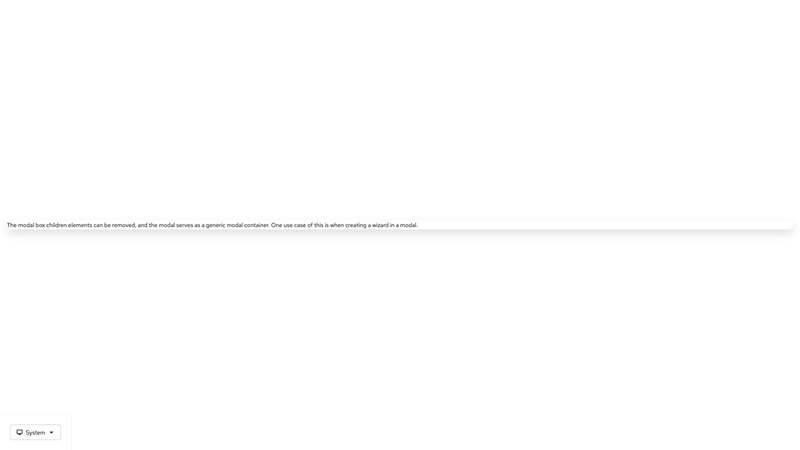 The modal box children elements can be removed, and the modal serves as a generic modal container. One use case of this is when creating a wizard in a modal.
System